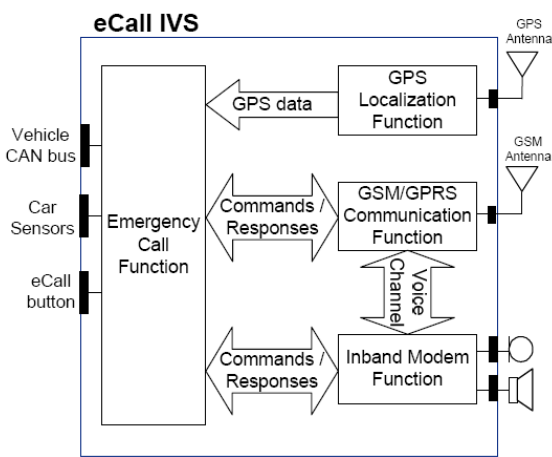 eCall IVS
GPS
Antenna
GPS
Localization
Function
GPS data
Vehicle
CAN bus
GSM
Antenna
Car
Sensors
Emergency
Call
Function
Commands /
Responses
GSM/GPRS
Communication
Function
eCall
button
Voice
Channel
Commands /
Responses
Inband Modem
Function